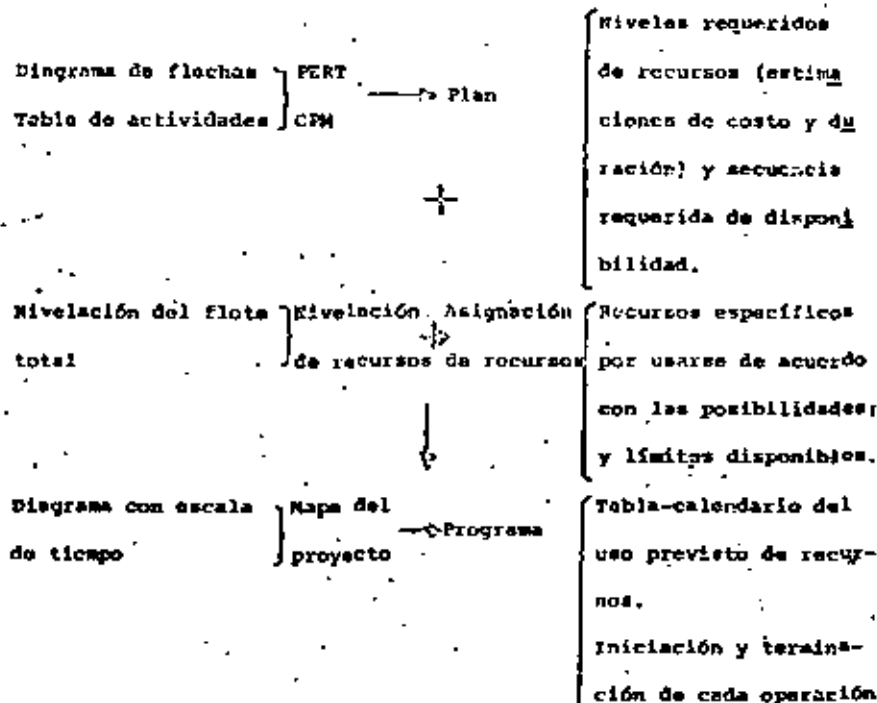 Diagrama de flechas
Tabla de actividades
PERT
CPM
Plan
Niveles requeridos
de recursos (estima
ciones de costo y du
ración) y secuencia
requerida de disponi
bilidad.
Nivelación del flote
total
Nivelación
de recursos
Asignación
de recursos
Recursos específicos
por usarse de acuerdo
con las posibilidades
y límites disponibles.
Diagrama con escala
de tiempo
Mapa del
proyecto
Programa
Tabla-calendario del
uso previsto de recur-
sos.
Iniciación y termina-
ción de cada operación